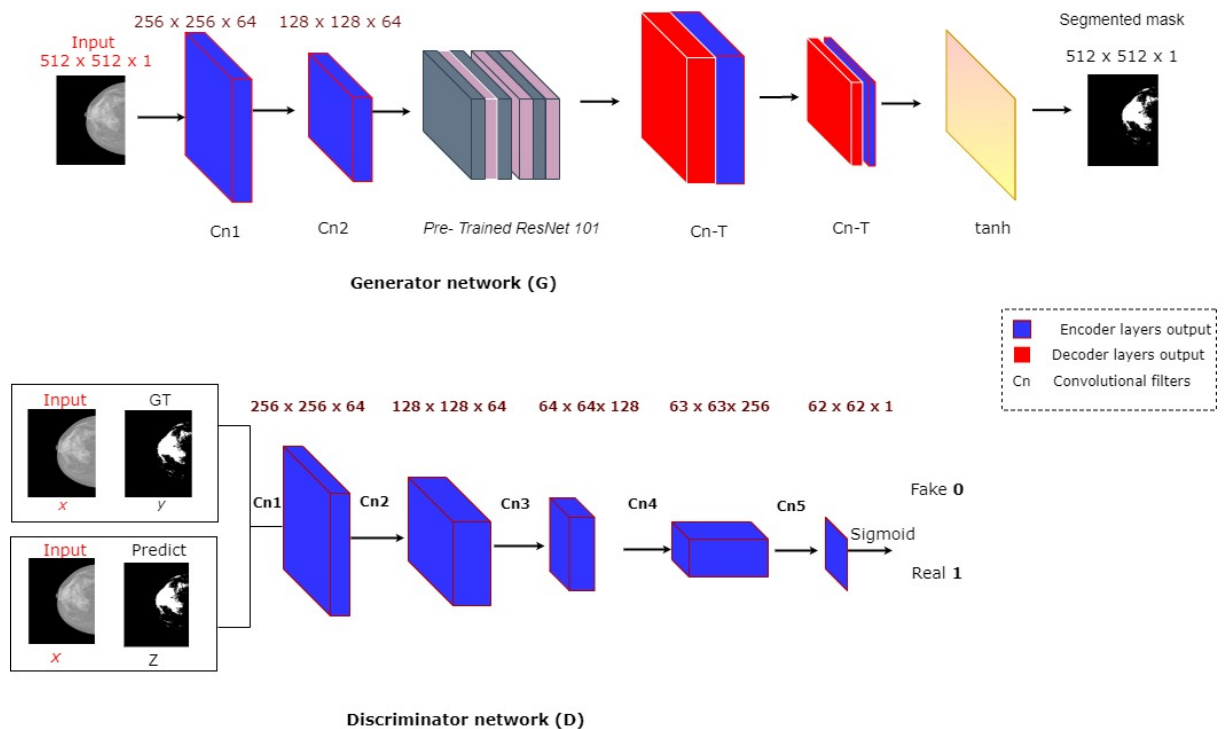 256 x 256 x 64
128 x 128 x 64
Segmented mask
Input
512 x 512 x 1
512 x 512 x 1
Cn1
Cn2
Pre- Trained ResNet 101
Cn-T
Cn-T
tanh
Generator network (G)
Encoder layers output
Decoder layers output
Cn Convolutional filters
Input
GT
x
y
Input
Predict
x
Z
256 x 256 x 64
128 x 128 x 64
64 x 64x 128
63 x 63x 256
62 x 62 x 1
Cn1
Cn2
Cn3
Cn4
Cn5
Sigmoid
Fake 0
Real 1
Discriminator network (D)